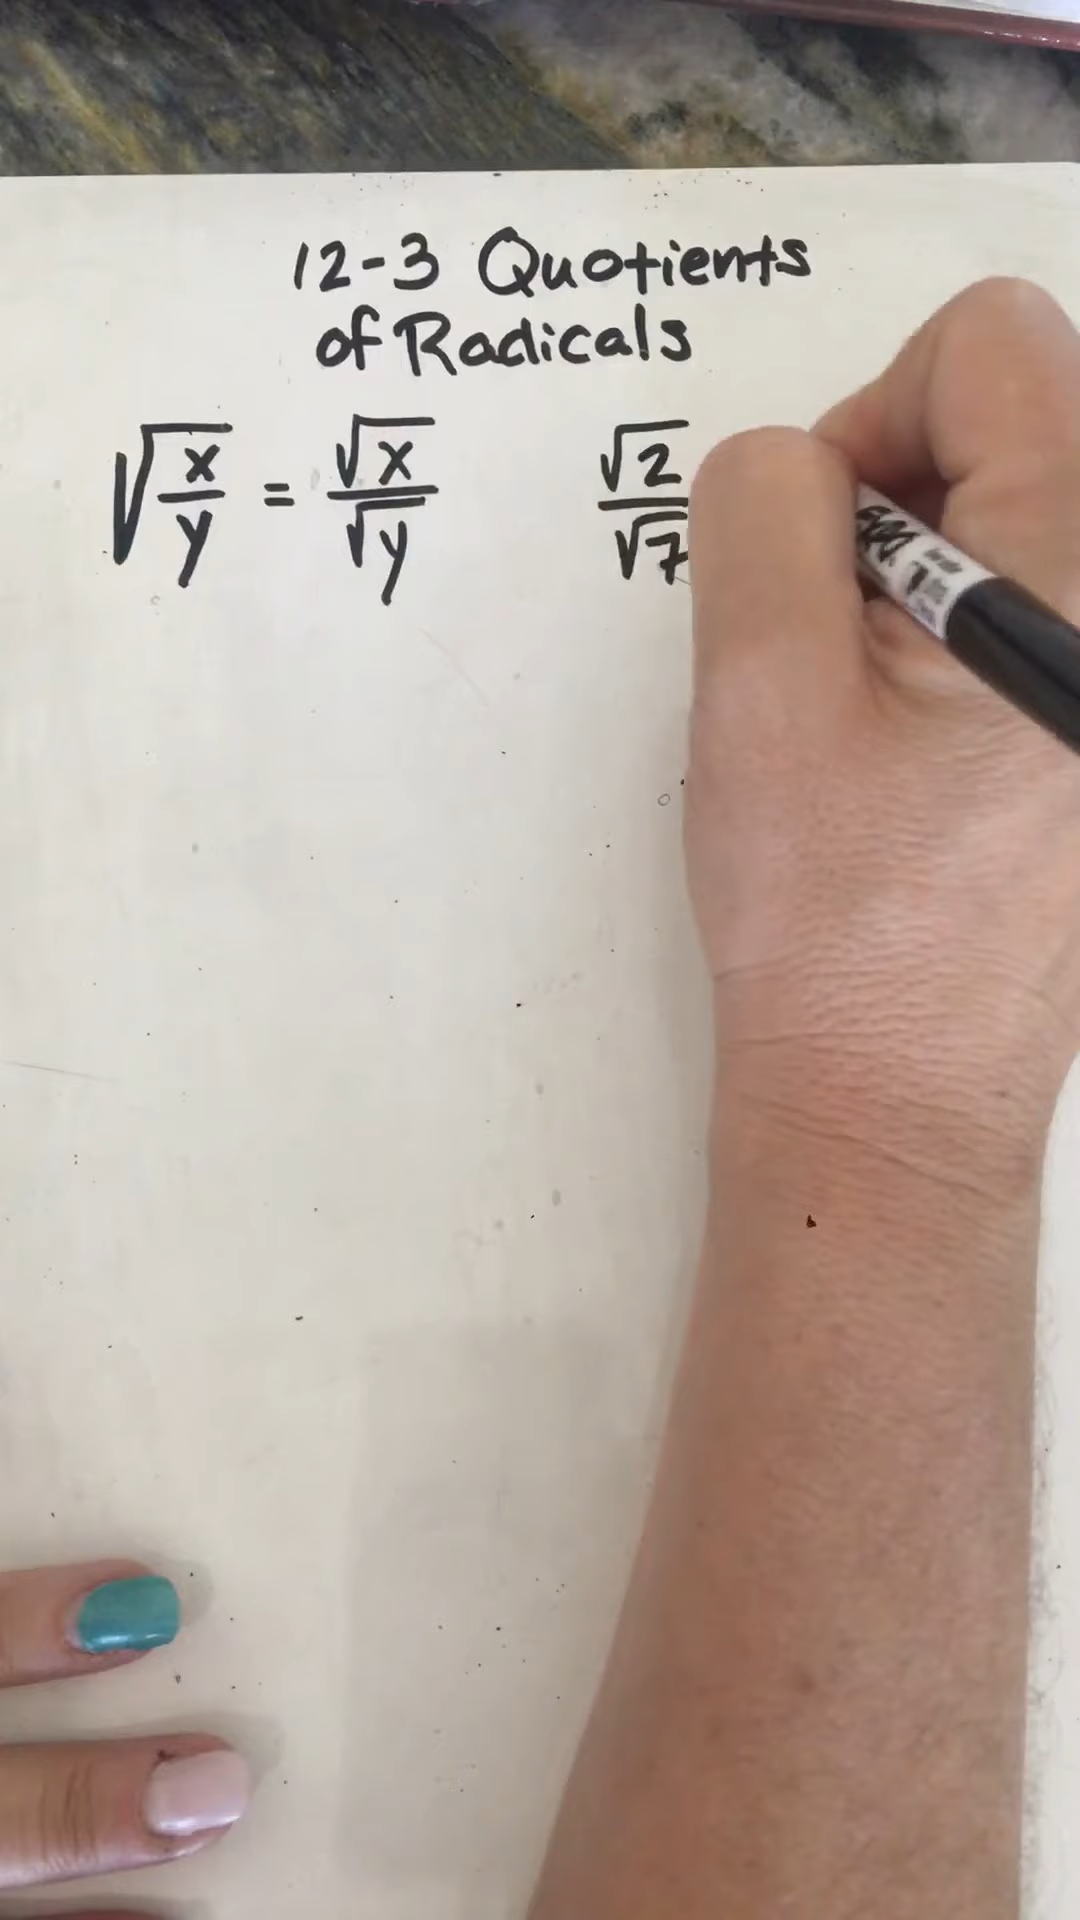 12-3 Quotients
of Radicals
√(x/y) = √x/√y
√2/√7